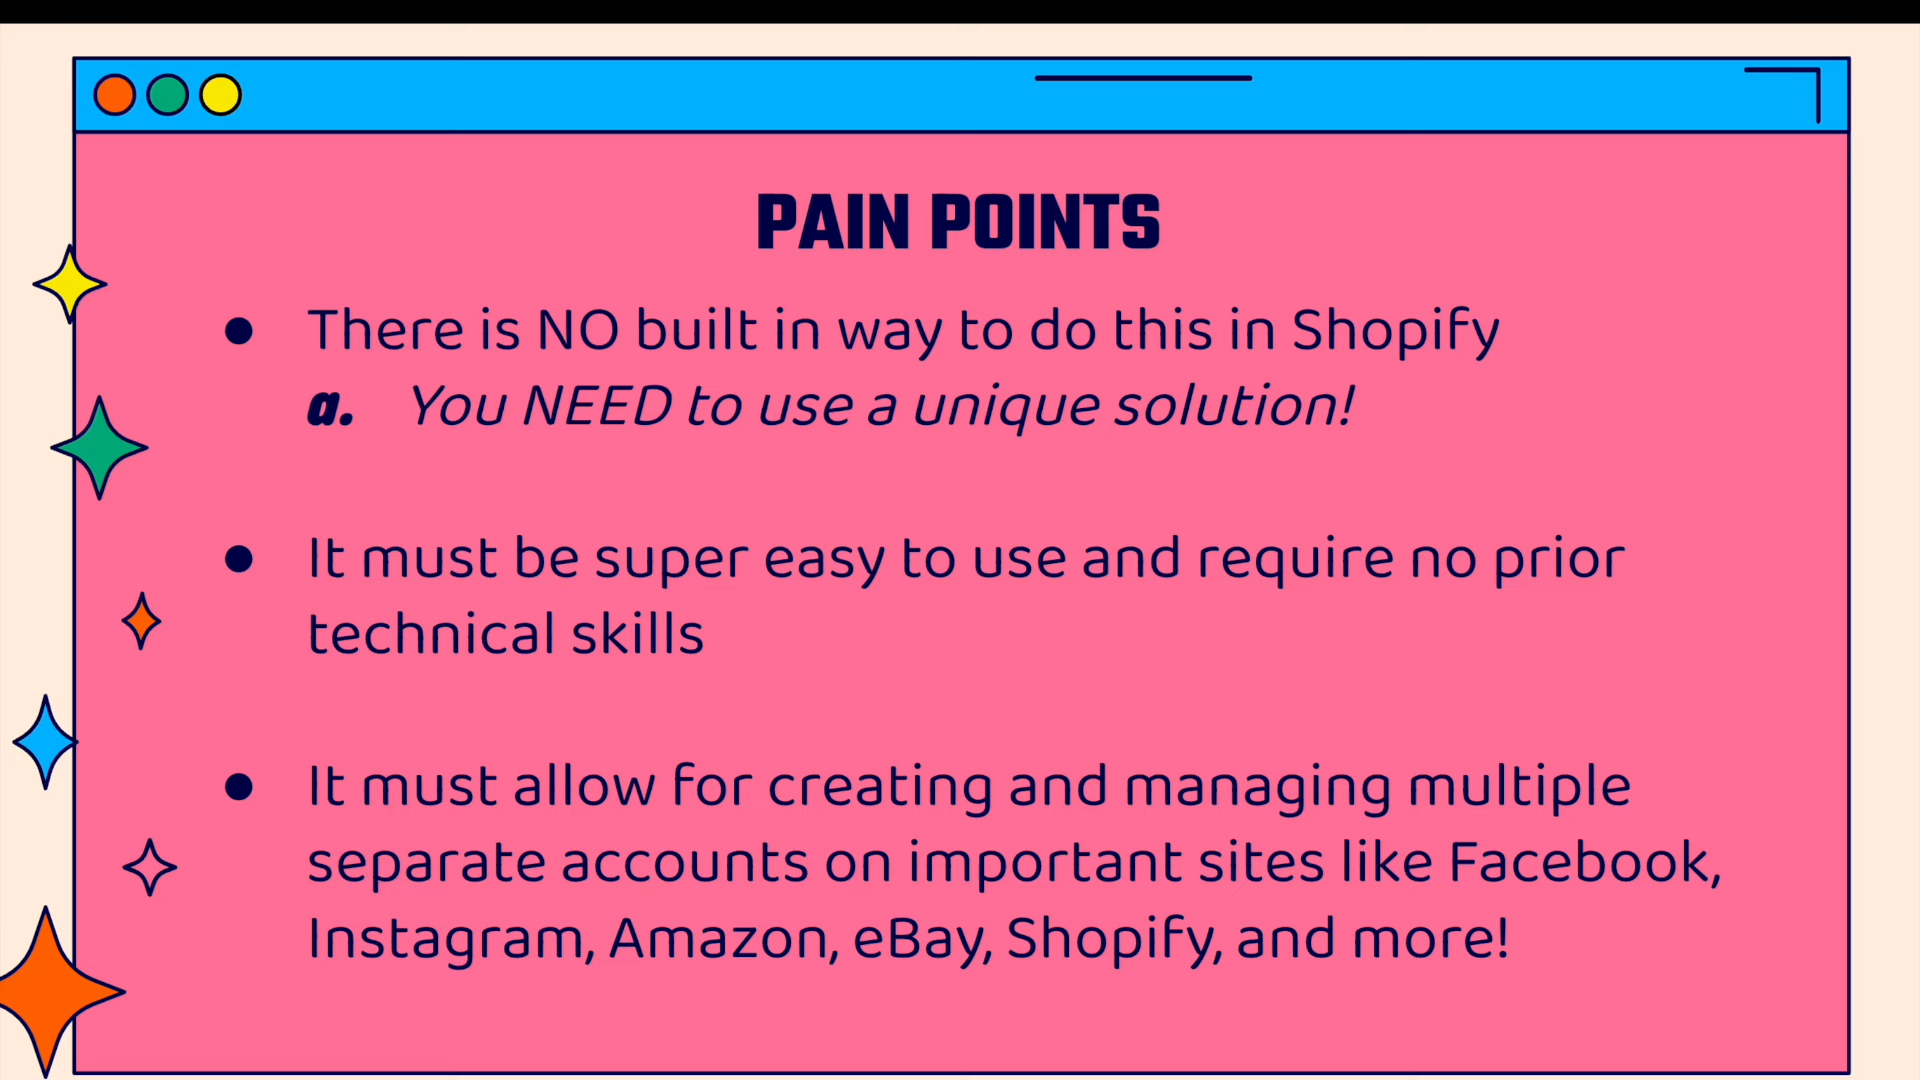 PAIN POINTS
● There is NO built in way to do this in Shopify
a. You NEED to use a unique solution!
● It must be super easy to use and require no prior
technical skills
● It must allow for creating and managing multiple
separate accounts on important sites like Facebook,
Instagram, Amazon, eBay, Shopify, and more!